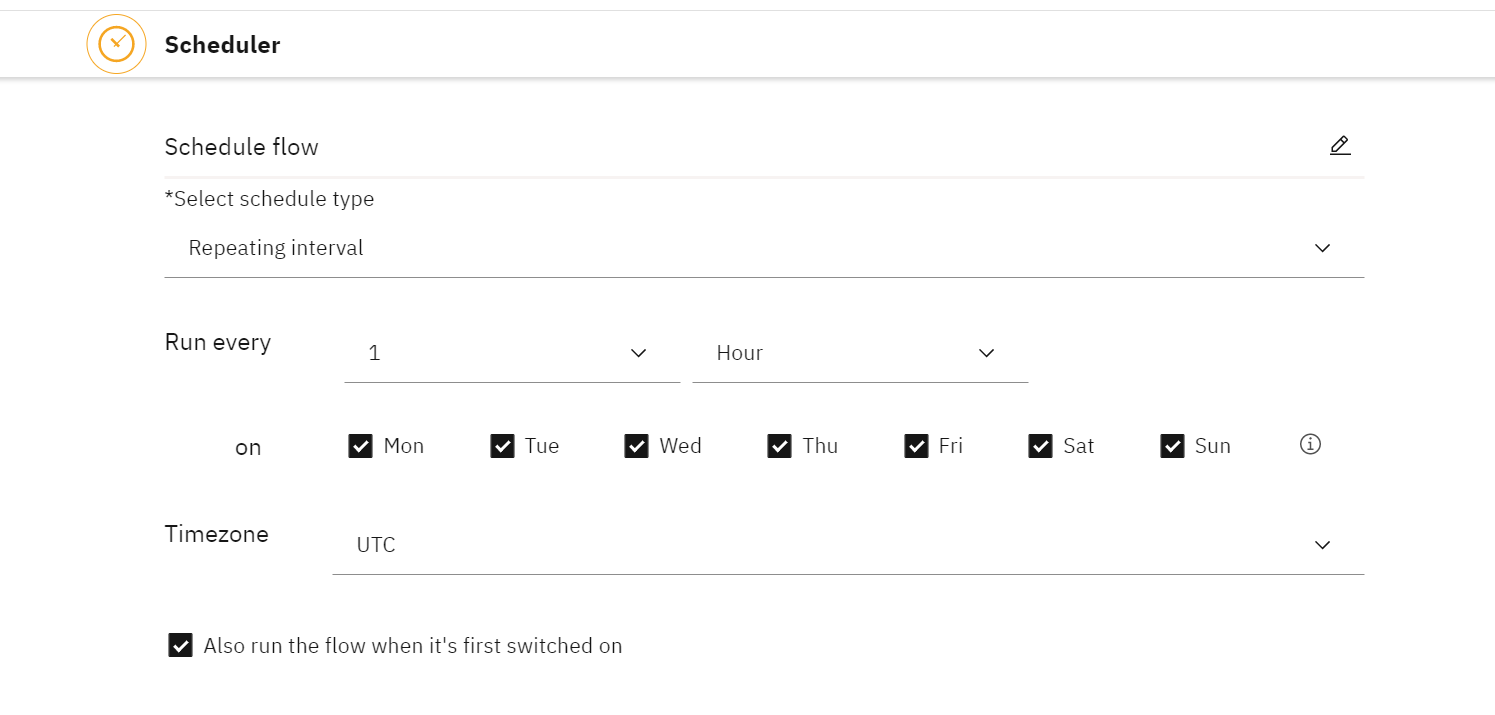 Scheduler
Schedule flow
*Select schedule type
Repeating interval
Run every 1 Hour
on Mon Tue Wed Thu Fri Sat Sun
Timezone UTC
Also run the flow when it's first switched on